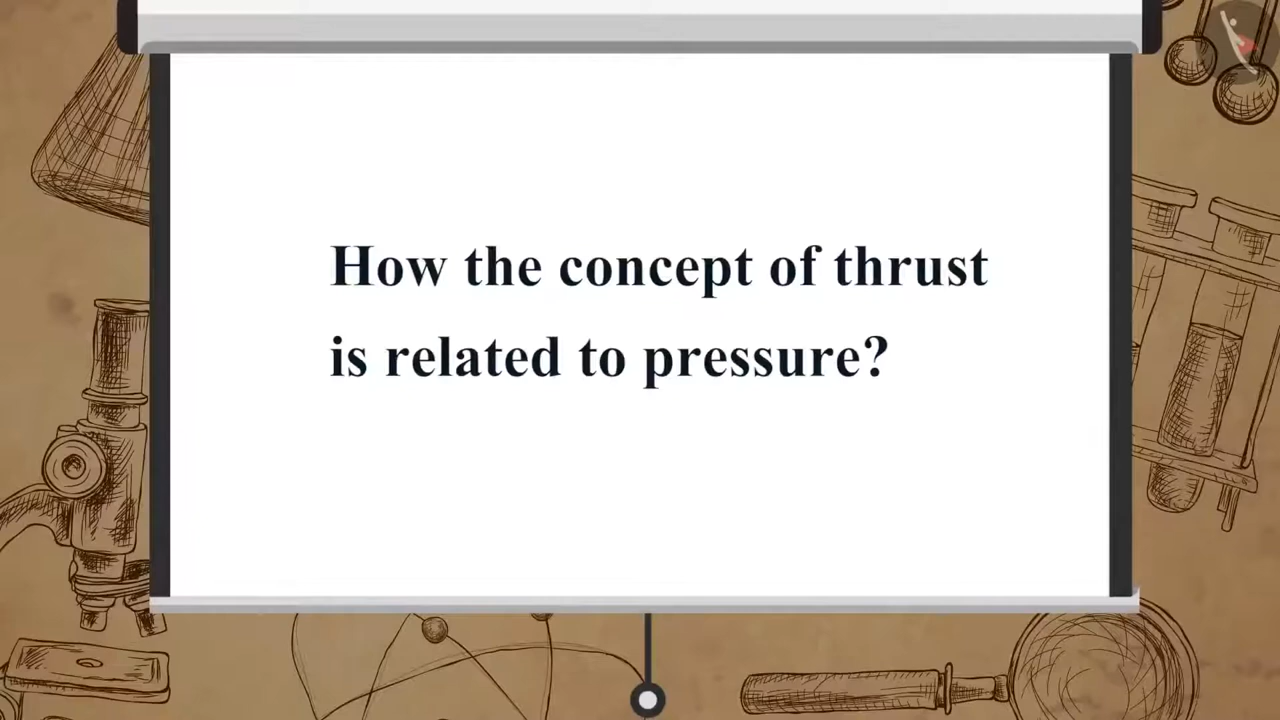 How the concept of thrust
is related to pressure?